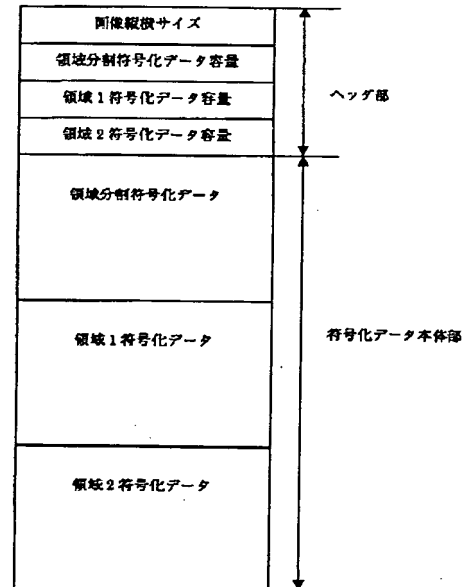 画像縦横サイズ
領域分割符号化データ容量
領域1符号化データ容量
領域2符号化データ容量
ヘッダ部
領域分割符号化データ
領域1符号化データ
符号化データ本体部
領域2符号化データ